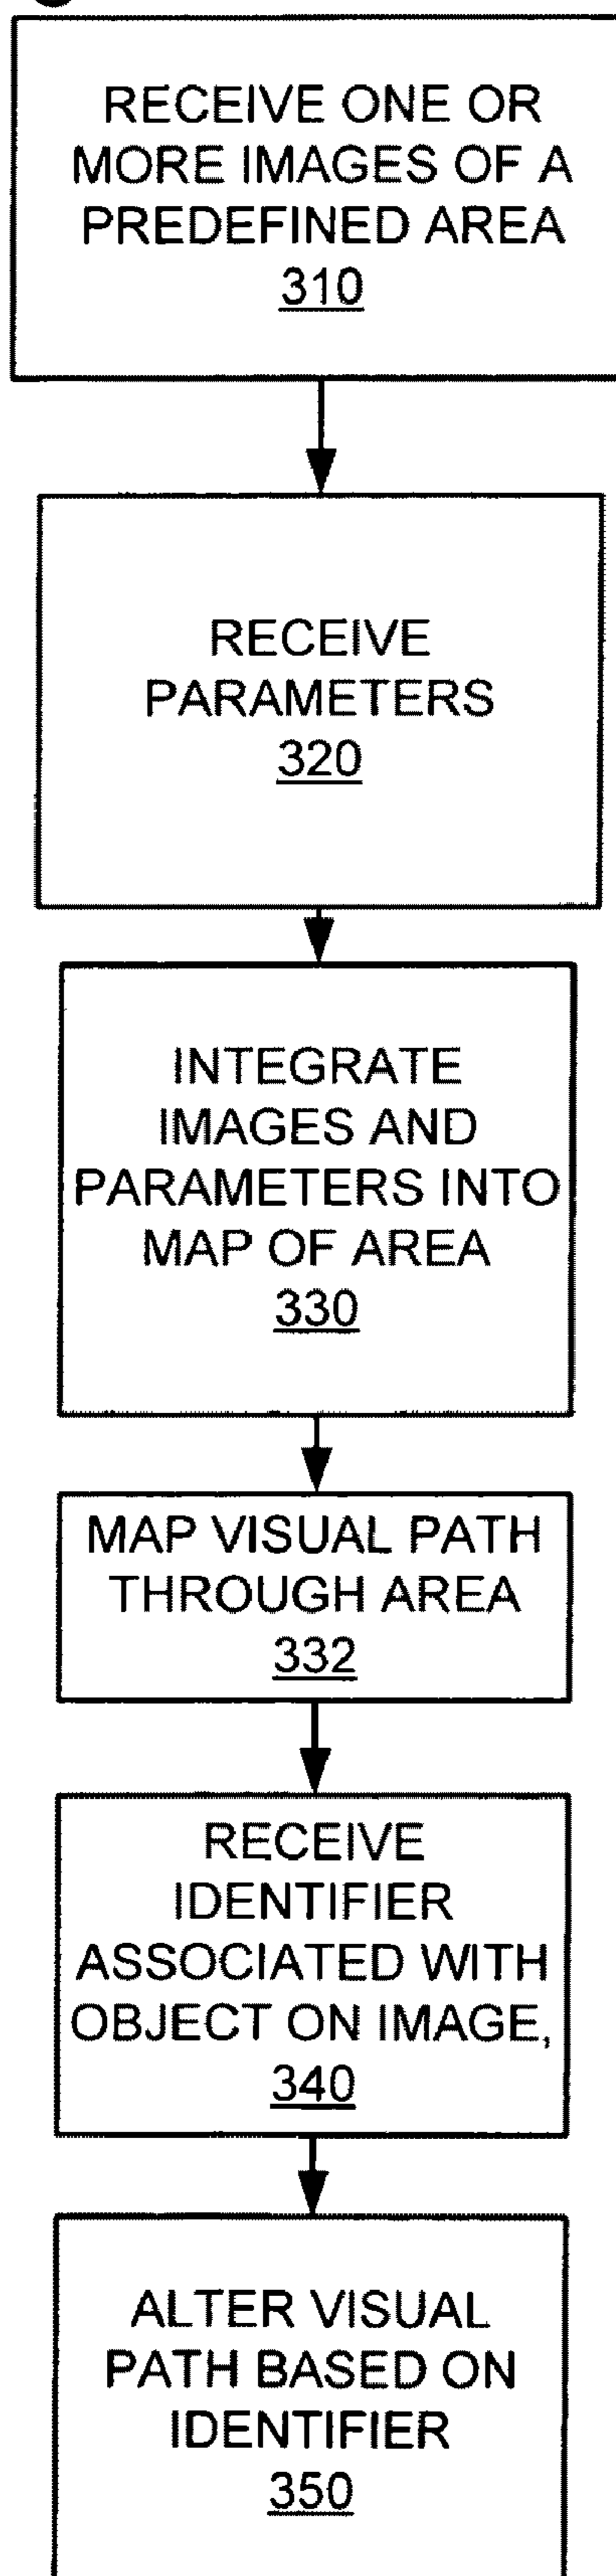 RECEIVE ONE OR
MORE IMAGES OF A
PREDEFINED AREA
310
RECEIVE
PARAMETERS
320
INTEGRATE
IMAGES AND
PARAMETERS INTO
MAP OF AREA
330
MAP VISUAL PATH
THROUGH AREA
332
RECEIVE
IDENTIFIER
ASSOCIATED WITH
OBJECT ON IMAGE,
340
ALTER VISUAL
PATH BASED ON
IDENTIFIER
350